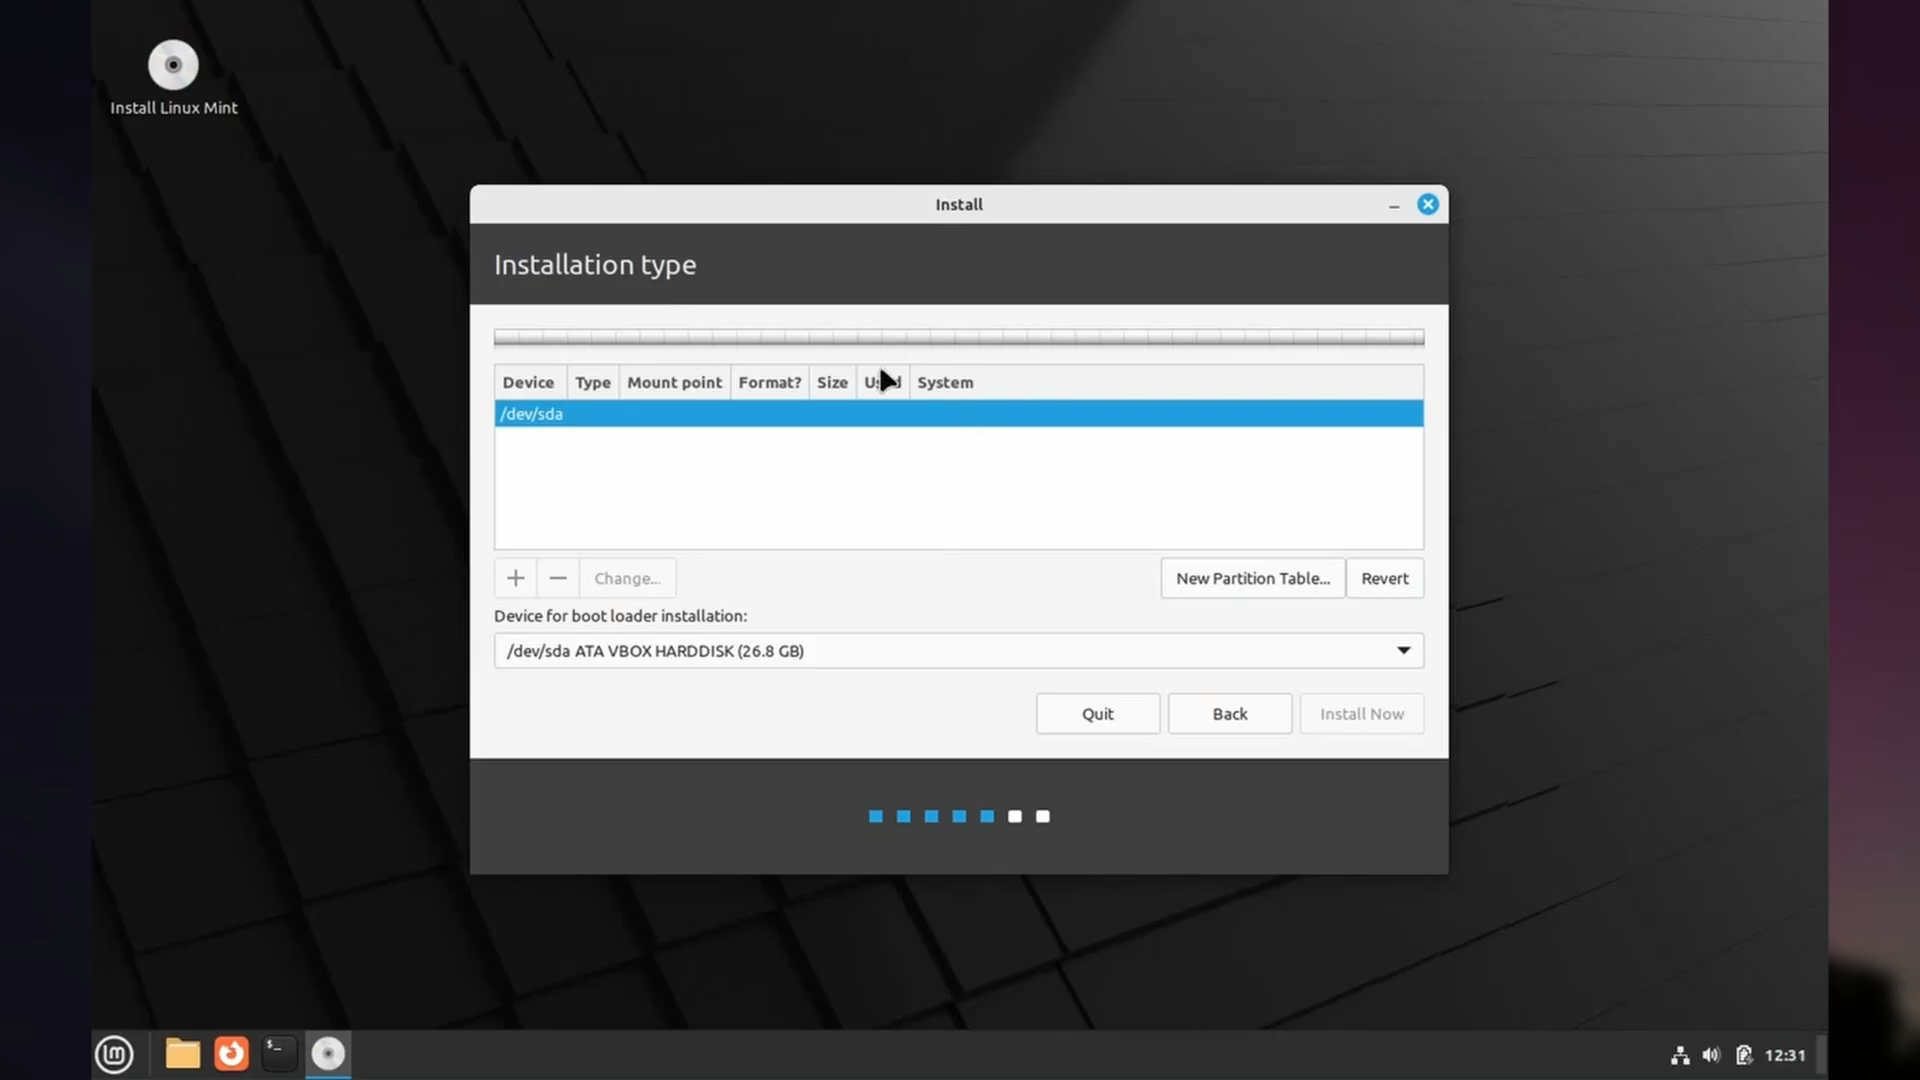 Install Linux Mint
Install
Installation type
Device Type Mount point Format? Size System
/dev/sda
Change...
New Partition Table... Revert
Device for boot loader installation:
/dev/sda ATA VBOX HARDDISK (26.8 GB)
Quit Back Install Now
12:31